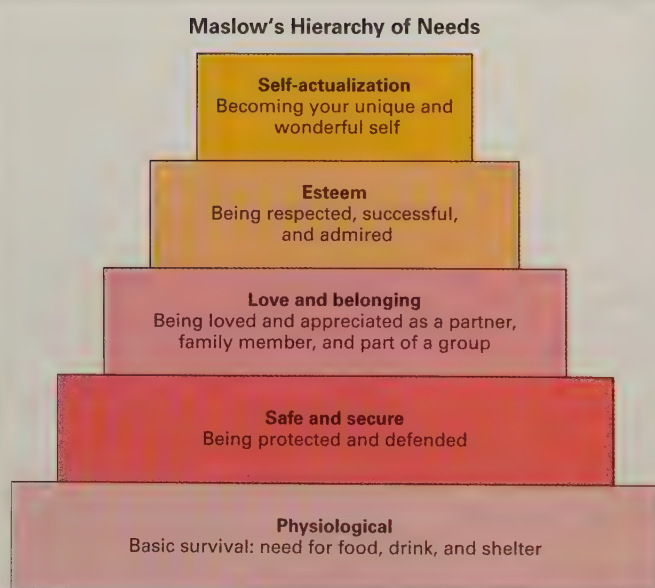 Maslow's Hierarchy of Needs
Self-actualization
Becoming your unique and
wonderful self
Esteem
Being respected, successful,
and admired
Love and belonging
Being loved and appreciated as a partner,
family member, and part of a group
Safe and secure
Being protected and defended
Physiological
Basic survival: need for food, drink, and shelter